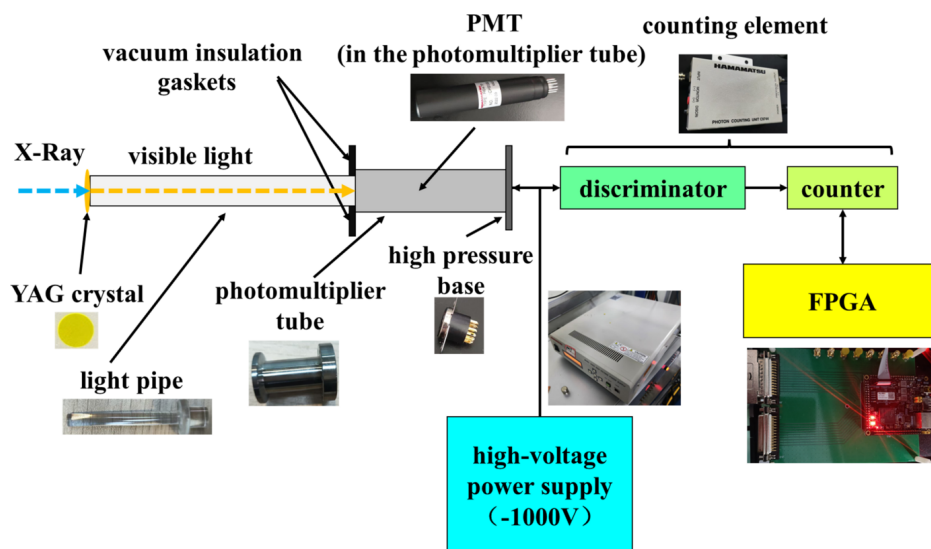 PMT
(in the photomultiplier tube)
counting element
vacuum insulation
gaskets
HAMAMATSU
PHOTON COUNTING UNIT
X-Ray
visible light
discriminator
counter
high pressure
base
YAG crystal
photomultiplier
tube
FPGA
light pipe
high-voltage
power supply
(-1000V)